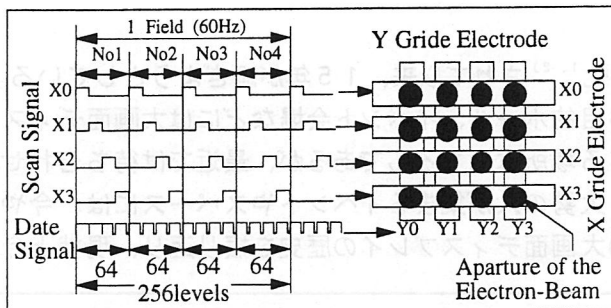 1 Field (60Hz)
No1 No2 No3 No4
Scan Signal
X0
X1
X2
X3
Date
Signal
64 64 64 64
256levels
Y Gride Electrode
X0
X1
X2
X3
X Gride Electrode
Y0 Y1 Y2 Y3
Aparture of the
Electron-Beam